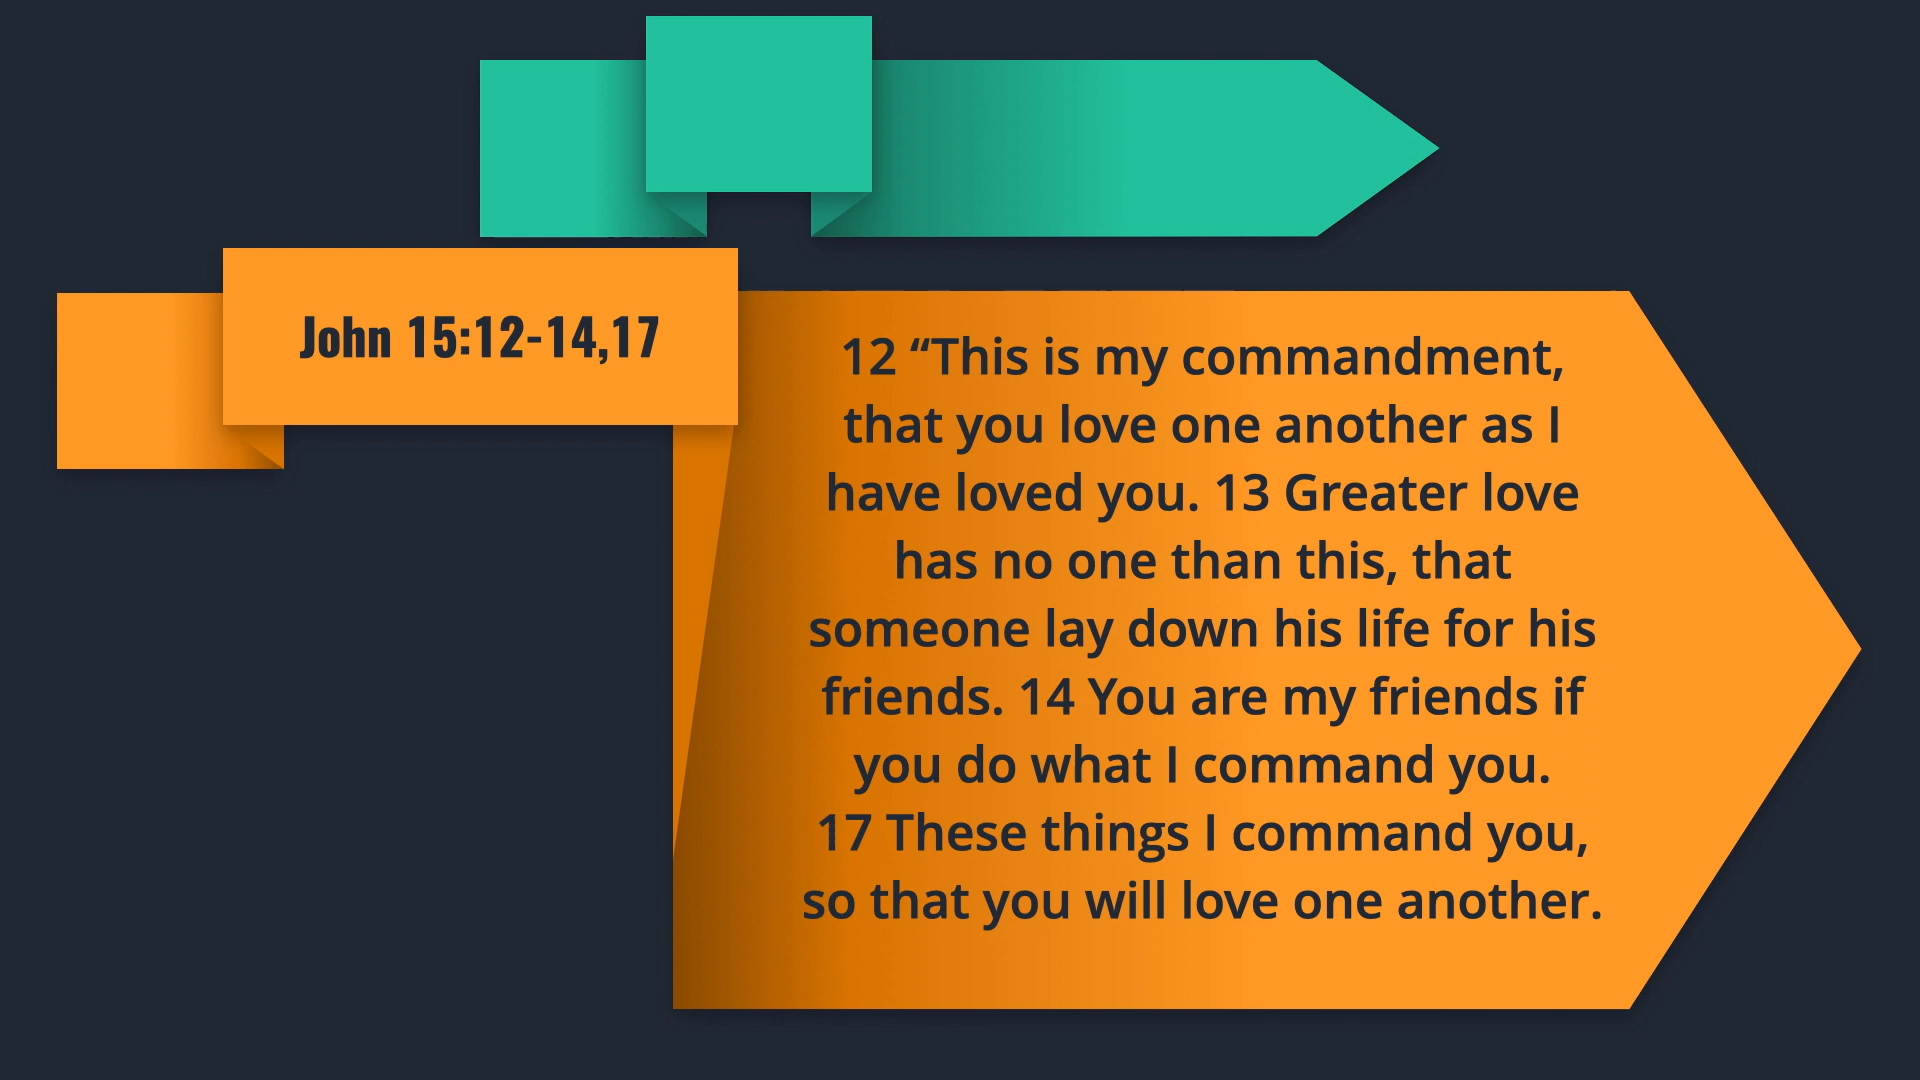 John 15:12-14,17
12 “This is my commandment,
that you love one another as I
have loved you. 13 Greater love
has no one than this, that
someone lay down his life for his
friends. 14 You are my friends if
you do what I command you.
17 These things I command you,
so that you will love one another.